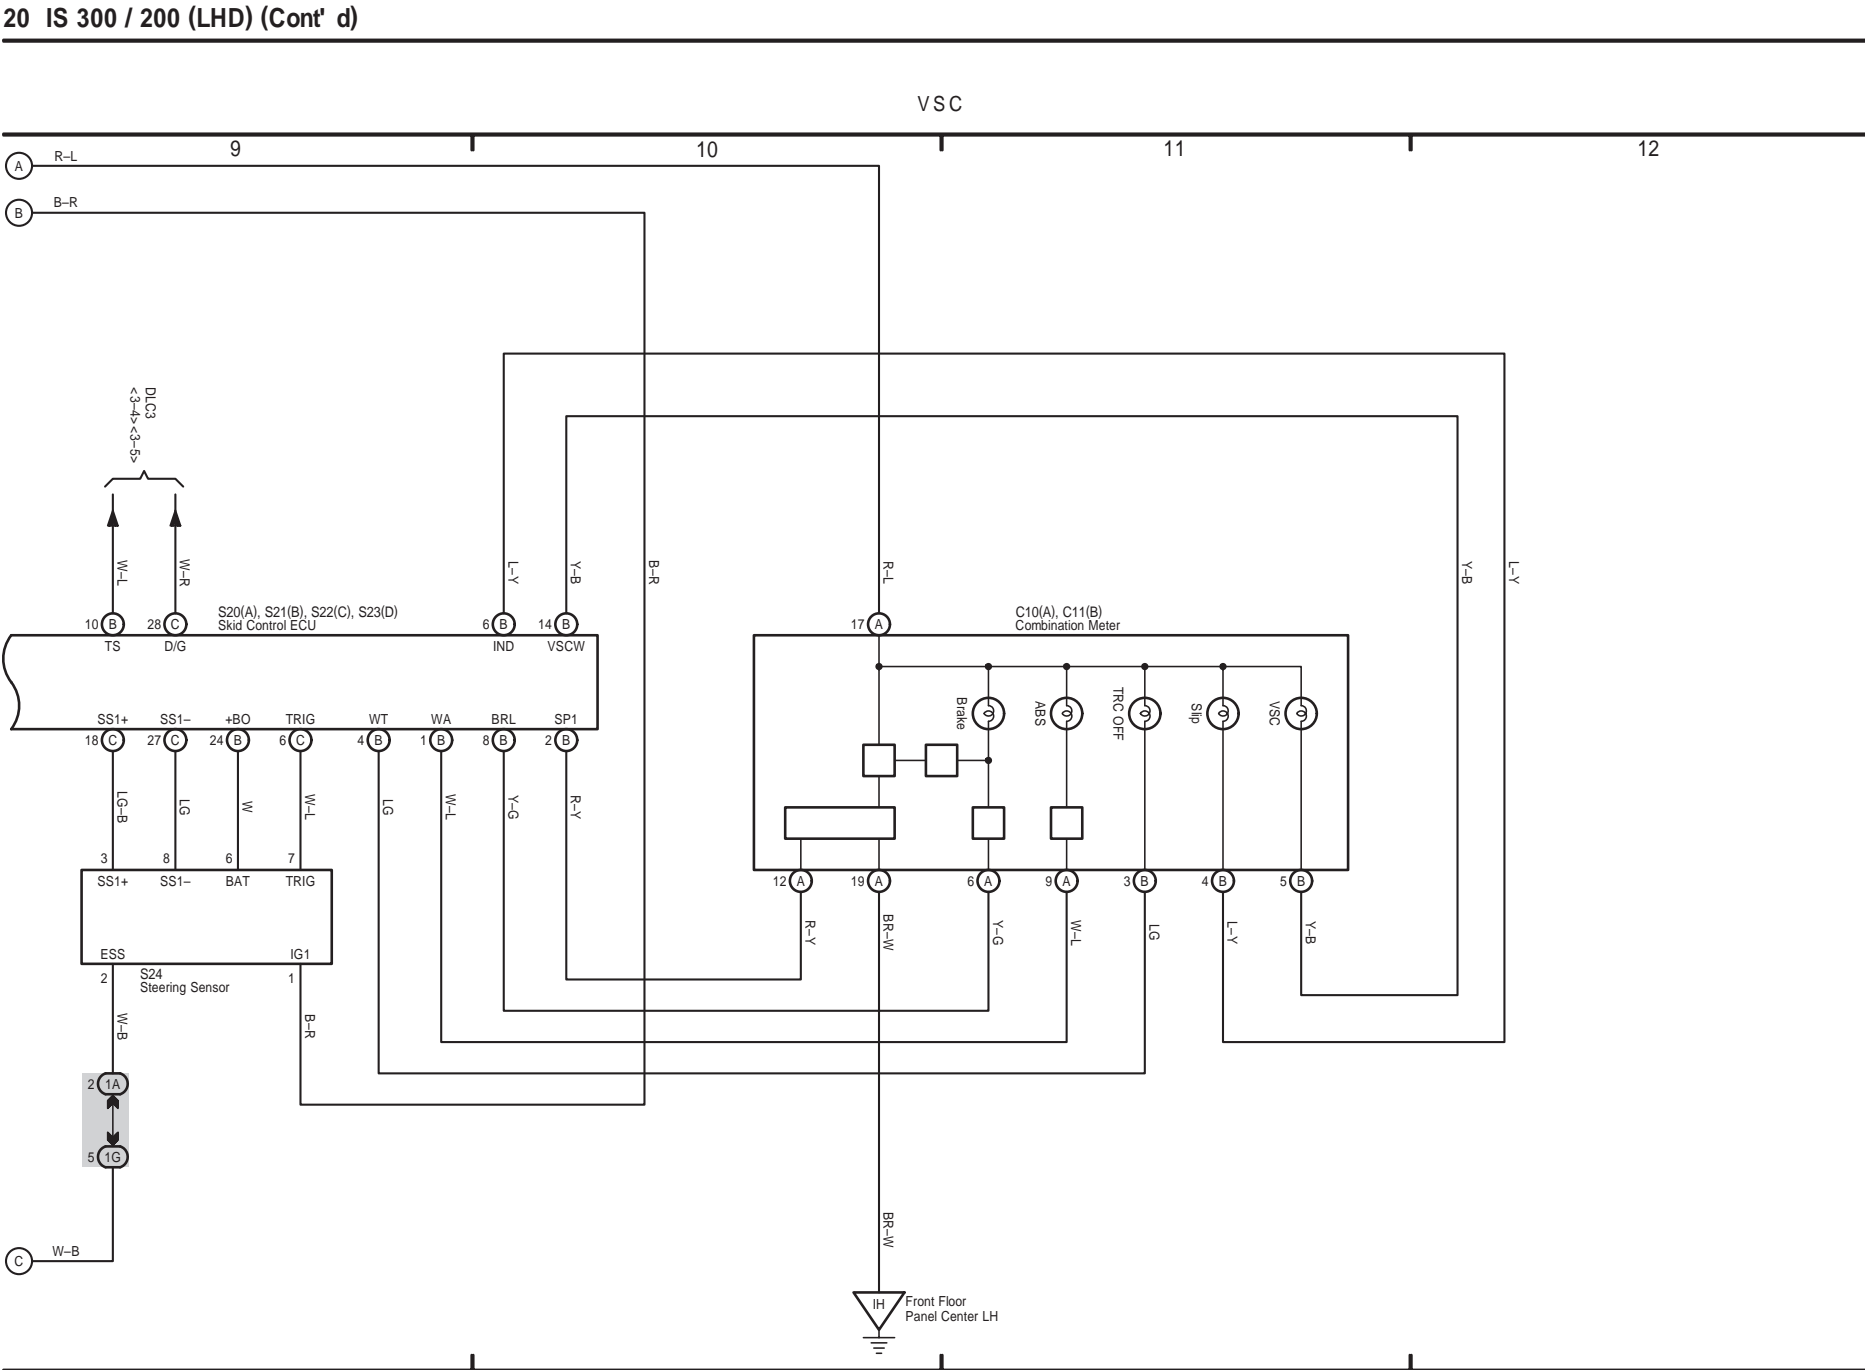 20 IS 300 / 200 (LHD) (Cont' d)
VSC
9
10
11
12
A
R–L
B
B–R
DLC3
<3–4><3–5>
W–L
W–R
L–Y
Y–B
B–R
R–L
Y–B
L–Y
S20(A), S21(B), S22(C), S23(D)
Skid Control ECU
C10(A), C11(B)
Combination Meter
10 B
28 C
6 B
14 B
17 A
TS
D/G
IND
VSCW
Brake
ABS
TRC OFF
Slip
VSC
SS1+
SS1–
+BO
TRIG
WT
WA
BRL
SP1
18 C
27 C
24 B
6 C
4 B
1 B
8 B
2 B
LG–B
LG
W
W–L
LG
W–L
Y–G
R–Y
3
8
6
7
SS1+
SS1–
BAT
TRIG
12 A
19 A
6 A
9 A
3 B
4 B
5 B
R–Y
BR–W
Y–G
W–L
LG
L–Y
Y–B
ESS
IG1
2
S24
Steering Sensor
1
W–B
B–R
2 1A
5 1G
C
W–B
BR–W
IH
Front Floor
Panel Center LH